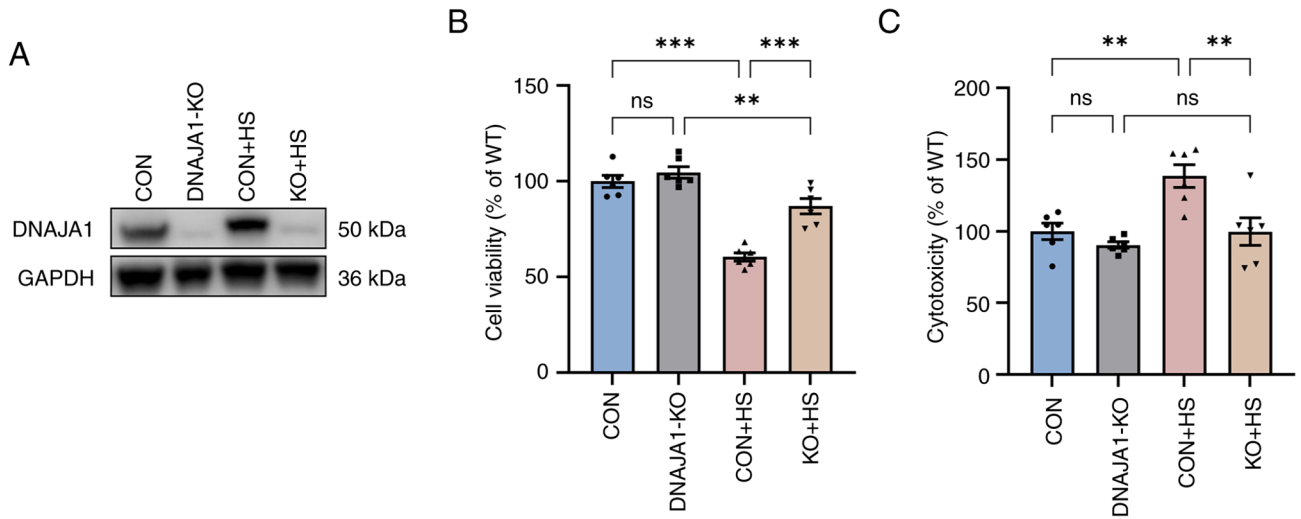 A
CON
DNAJA1-KO
CON+HS
KO+HS
DNAJA1
50 kDa
GAPDH
36 kDa
B
*** ***
ns **
Cell viability (% of WT)
150
100
50
0
CON
DNAJA1-KO
CON+HS
KO+HS
C
** **
ns ns
Cytotoxicity (% of WT)
200
150
100
50
0
CON
DNAJA1-KO
CON+HS
KO+HS